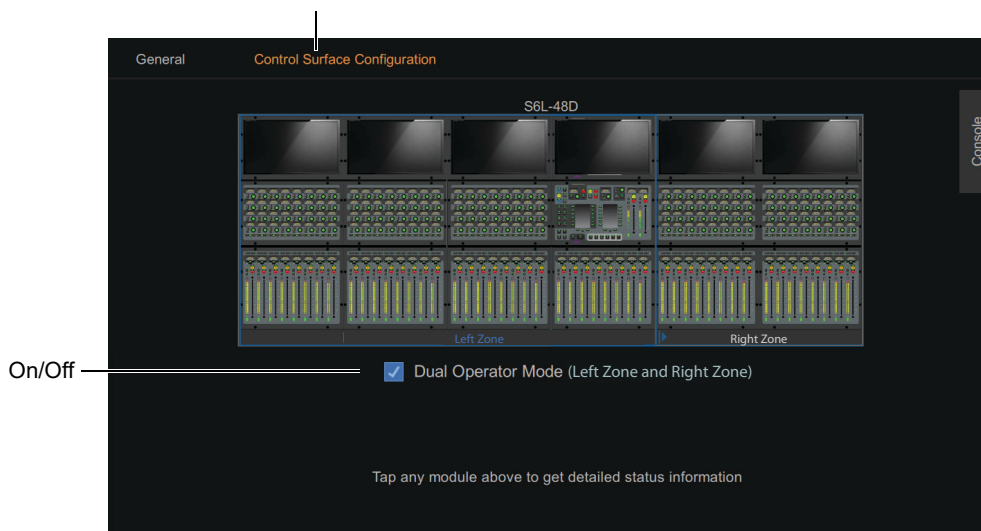 General
Control Surface Configuration
S6L-48D
Console
Left Zone
Right Zone
On/Off
Dual Operator Mode (Left Zone and Right Zone)
Tap any module above to get detailed status information